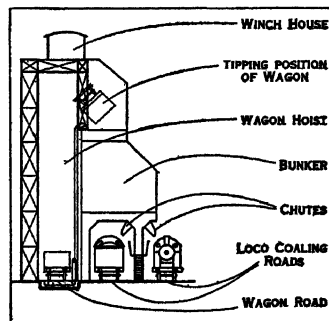 WINCH HOUSE
TIPPING POSITION
OF WAGON
WAGON HOIST
BUNKER
CHUTES
LOCO COALING
ROADS
WAGON ROAD